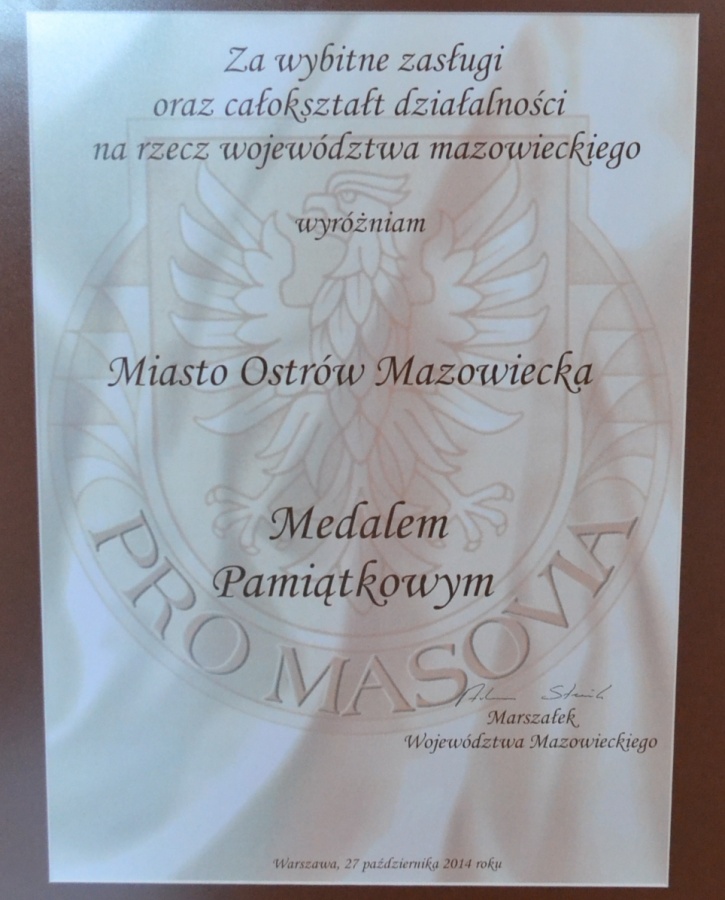 Za wybitne zasługi
oraz całokształt działalności
na rzecz województwa mazowieckiego
wyróżniam
Miasto Ostrów Mazowiecka
Medalem
Pamiątkowym
PRO MASOVIA
Marszałek
Województwa Mazowieckiego
Warszawa, 27 października 2014 roku